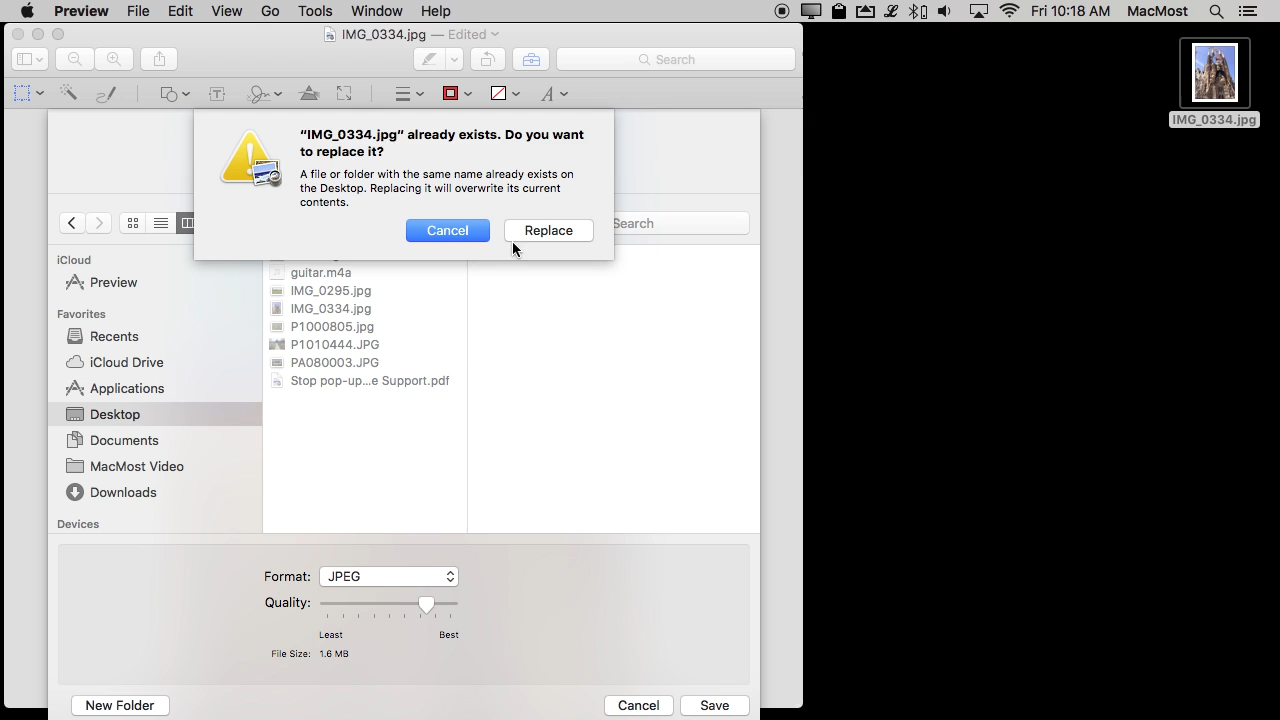 Preview File Edit View Go Tools Window Help Fri 10:18 AM MacMost
IMG_0334.jpg — Edited
Search
IMG_0334.jpg
"IMG_0334.jpg" already exists. Do you want
to replace it?
A file or folder with the same name already exists on
the Desktop. Replacing it will overwrite its current
contents.
Cancel Replace
Search
iCloud
Preview
Favorites
Recents
iCloud Drive
Applications
Desktop
Documents
MacMost Video
Downloads
Devices
guitar.m4a
IMG_0295.jpg
IMG_0334.jpg
P1000805.jpg
P1010444.JPG
PA080003.JPG
Stop pop-up...e Support.pdf
Format: JPEG
Quality:
Least Best
File Size: 1.6 MB
New Folder Cancel Save